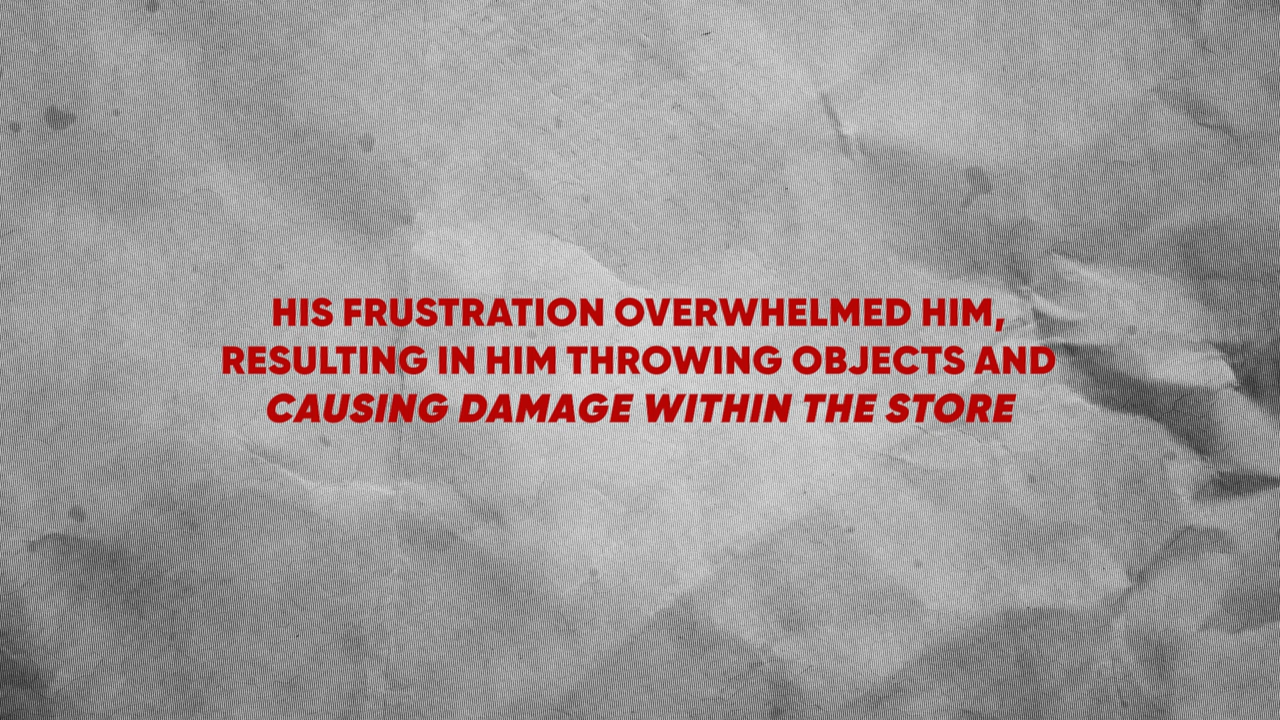 HIS FRUSTRATION OVERWHELMED HIM,
RESULTING IN HIM THROWING OBJECTS AND
CAUSING DAMAGE WITHIN THE STORE